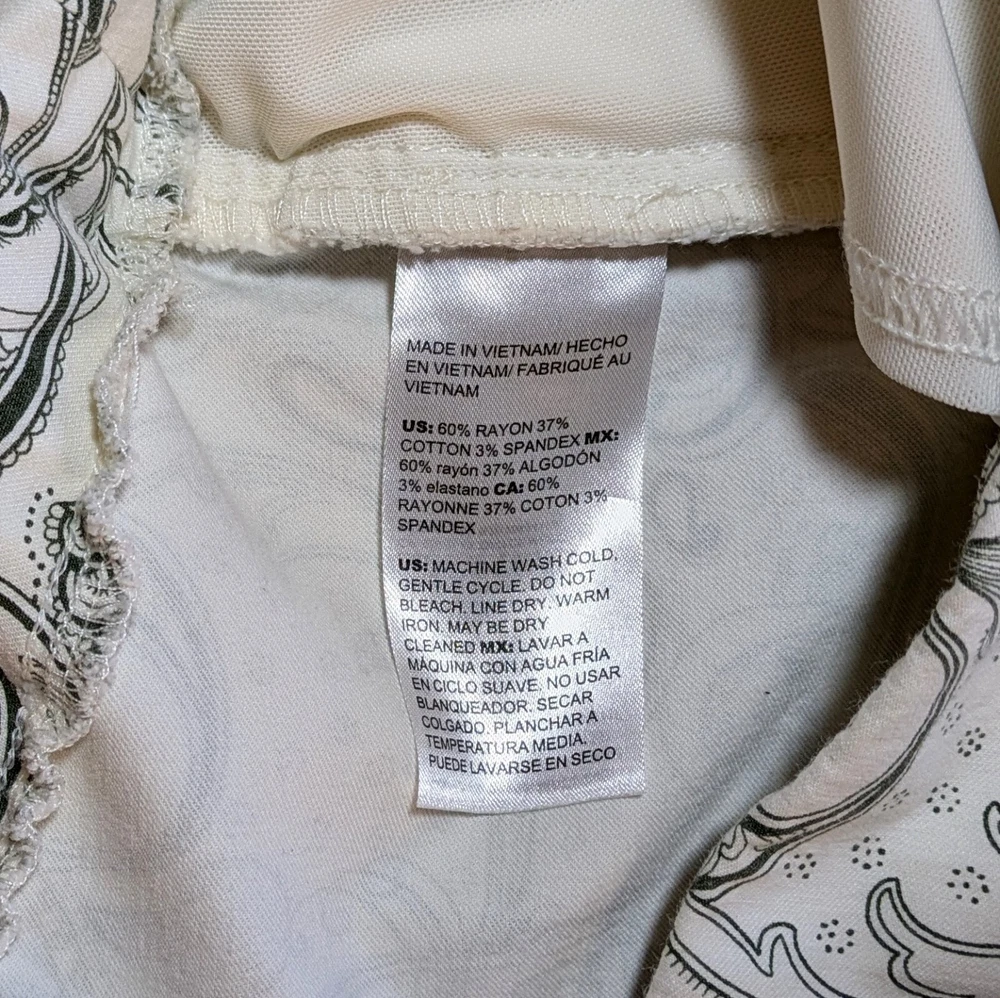 MADE IN VIETNAM/ HECHO
EN VIETNAM/ FABRIQUÉ AU
VIETNAM
US: 60% RAYON 37%
COTTON 3% SPANDEX MX:
60% rayón 37% ALGODÓN
3% elastano CA: 60%
RAYONNE 37% COTON 3%
SPANDEX
US: MACHINE WASH COLD.
GENTLE CYCLE. DO NOT
BLEACH. LINE DRY. WARM
IRON. MAY BE DRY
CLEANED MX: LAVAR A
MÁQUINA CON AGUA FRÍA
EN CICLO SUAVE. NO USAR
BLANQUEADOR. SECAR
COLGADO. PLANCHAR A
TEMPERATURA MEDIA.
PUEDE LAVARSE EN SECO